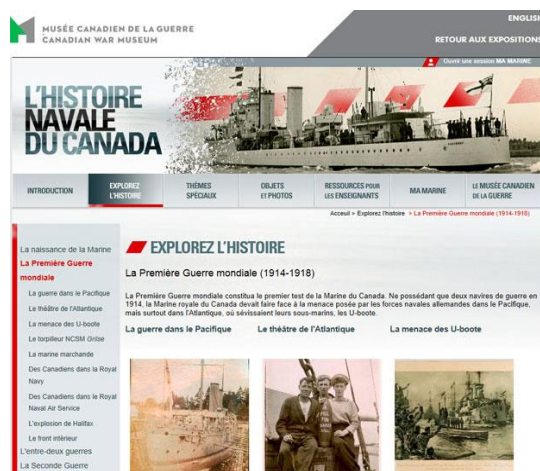 MUSÉE CANADIEN DE LA GUERRE
CANADIAN WAR MUSEUM
ENGLISH
RETOUR AUX EXPOSITIONS
Ouvrir une session MA MARINE
L'HISTOIRE
NAVALE
DU CANADA
INTRODUCTION
EXPLOREZ
L'HISTOIRE
THÈMES
SPÉCIAUX
OBJETS
ET PHOTOS
RESSOURCES POUR
LES ENSEIGNANTS
MA MARINE
LE MUSÉE CANADIEN
DE LA GUERRE
Acceuil > Explorez l'histoire > La Première Guerre mondiale (1914-1918)
La naissance de la Marine
La Première Guerre
mondiale
La guerre dans le Pacifique
Le théâtre de l'Atlantique
La menace des U-boote
Le torpilleur NCSM Grilse
La marine marchande
Des Canadiens dans la Royal
Navy
Des Canadiens dans le Royal
Naval Air Service
L'explosion de Halifax
Le front intérieur
L'entre-deux guerres
La Seconde Guerre
EXPLOREZ L'HISTOIRE
La Première Guerre mondiale (1914-1918)
La Première Guerre mondiale constitua le premier test de la Marine du Canada. Ne possédant que deux navires de guerre en
1914, la Marine royale du Canada devait faire face à la menace posée par les forces navales allemandes dans le Pacifique,
mais surtout dans l'Atlantique, où sévissaient leurs sous-marins, les U-boote.
La guerre dans le Pacifique
Le théâtre de l'Atlantique
La menace des U-boote